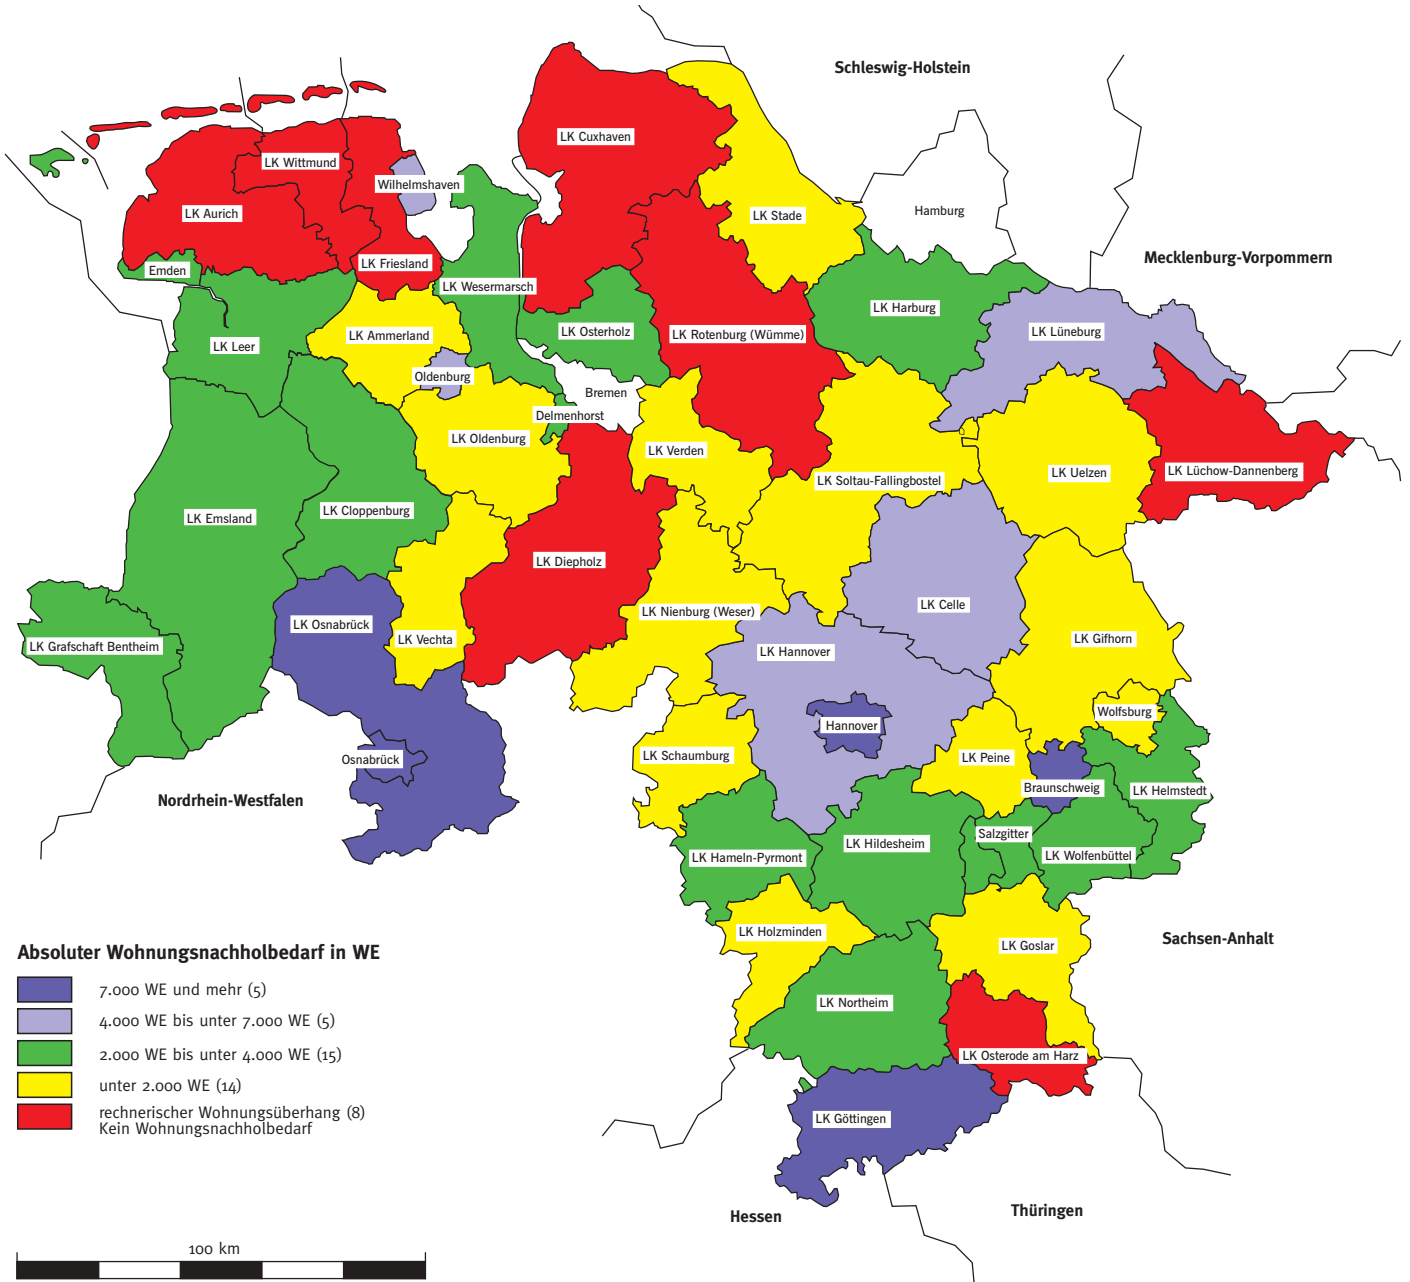 Schleswig-Holstein
LK Cuxhaven
LK Wittmund
Wilhelmshaven
LK Aurich
LK Stade
Hamburg
Mecklenburg-Vorpommern
LK Friesland
Emden
LK Wesermarsch
LK Harburg
LK Osterholz
LK Lüneburg
LK Ammerland
LK Rotenburg (Wümme)
LK Leer
Oldenburg
Bremen
Delmenhorst
LK Oldenburg
LK Verden
LK Uelzen
LK Lüchow-Dannenberg
LK Soltau-Fallingbostel
LK Cloppenburg
LK Emsland
LK Diepholz
LK Celle
LK Nienburg (Weser)
LK Osnabrück
LK Vechta
LK Gifhorn
LK Grafschaft Bentheim
LK Hannover
Wolfsburg
Hannover
LK Schaumburg
LK Peine
Osnabrück
Braunschweig
LK Helmstedt
Nordrhein-Westfalen
Salzgitter
LK Hildesheim
LK Hameln-Pyrmont
LK Wolfenbüttel
LK Holzminden
Sachsen-Anhalt
LK Goslar
LK Northeim
LK Osterode am Harz
LK Göttingen
Thüringen
Hessen
Absoluter Wohnungsnachholbedarf in WE
7.000 WE und mehr (5)
4.000 WE bis unter 7.000 WE (5)
2.000 WE bis unter 4.000 WE (15)
unter 2.000 WE (14)
rechnerischer Wohnungsüberhang (8)
Kein Wohnungsnachholbedarf
100 km